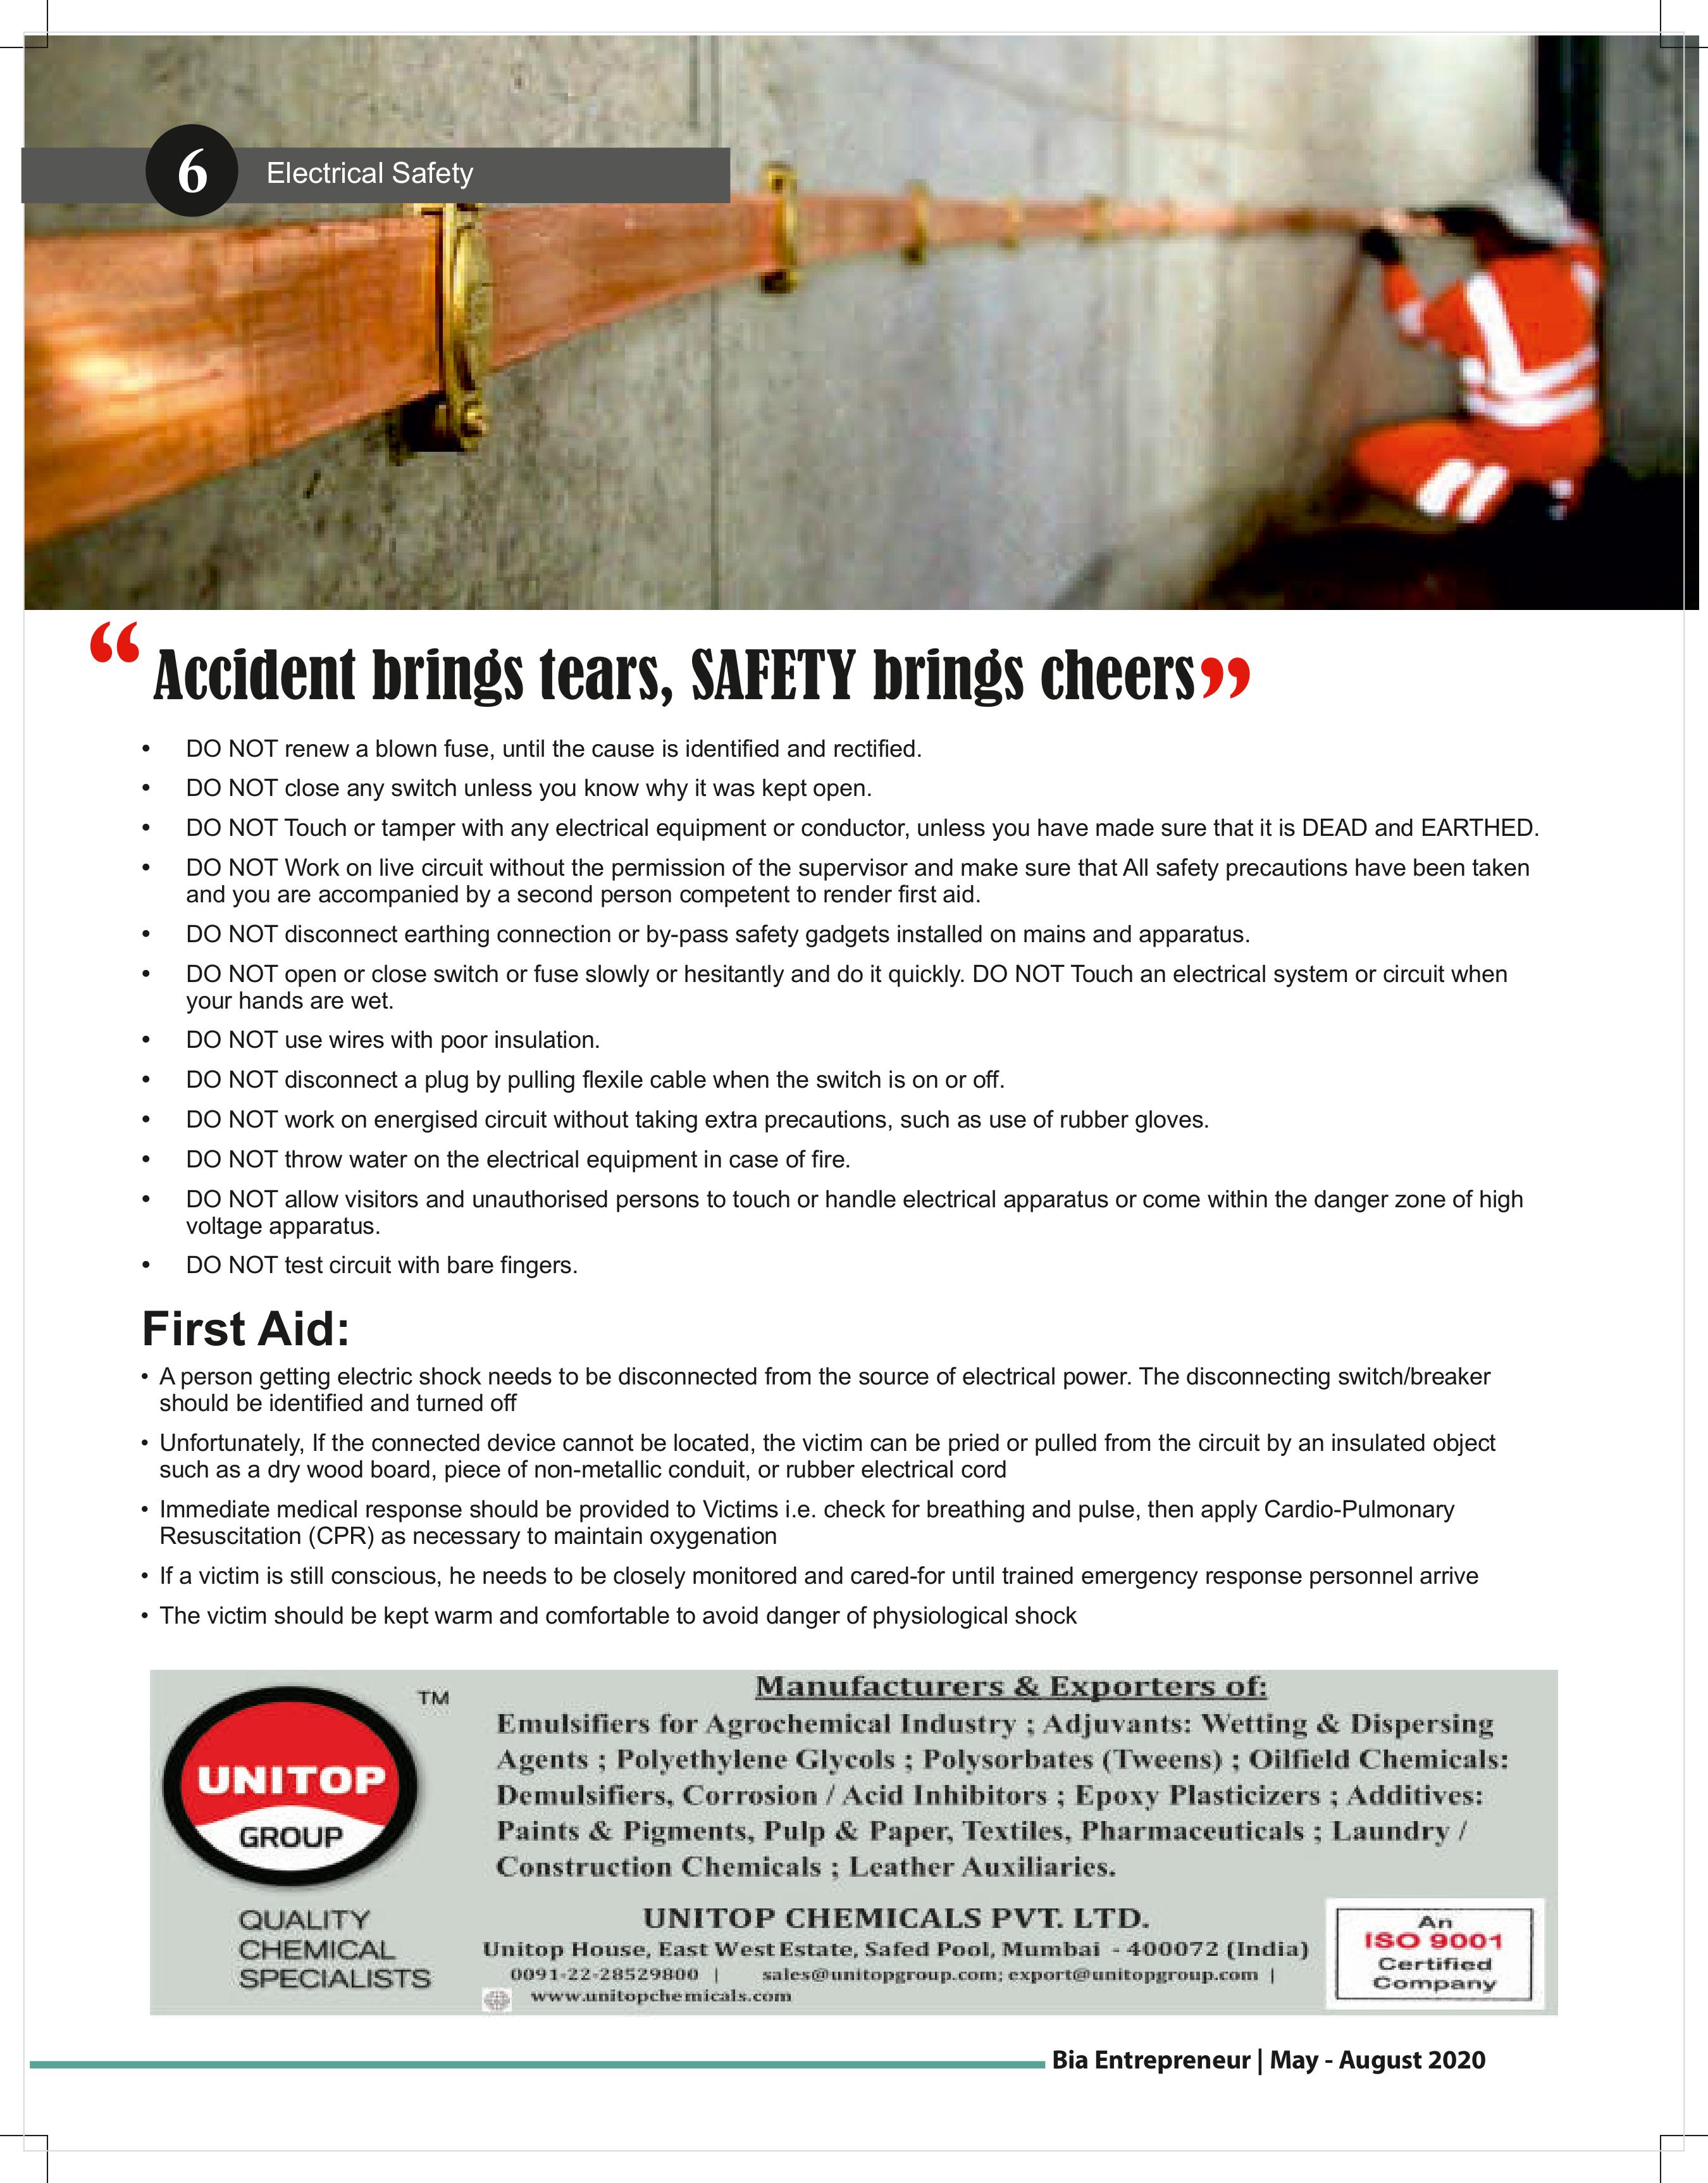 6
Electrical Safety
“ Accident brings tears, SAFETY brings cheers”
• DO NOT renew a blown fuse, until the cause is identified and rectified.
• DO NOT close any switch unless you know why it was kept open.
• DO NOT Touch or tamper with any electrical equipment or conductor, unless you have made sure that it is DEAD and EARTHED.
• DO NOT Work on live circuit without the permission of the supervisor and make sure that All safety precautions have been taken
and you are accompanied by a second person competent to render first aid.
• DO NOT disconnect earthing connection or by-pass safety gadgets installed on mains and apparatus.
• DO NOT open or close switch or fuse slowly or hesitantly and do it quickly. DO NOT Touch an electrical system or circuit when
your hands are wet.
• DO NOT use wires with poor insulation.
• DO NOT disconnect a plug by pulling flexile cable when the switch is on or off.
• DO NOT work on energised circuit without taking extra precautions, such as use of rubber gloves.
• DO NOT throw water on the electrical equipment in case of fire.
• DO NOT allow visitors and unauthorised persons to touch or handle electrical apparatus or come within the danger zone of high
voltage apparatus.
• DO NOT test circuit with bare fingers.
First Aid:
• A person getting electric shock needs to be disconnected from the source of electrical power. The disconnecting switch/breaker
should be identified and turned off
• Unfortunately, If the connected device cannot be located, the victim can be pried or pulled from the circuit by an insulated object
such as a dry wood board, piece of non-metallic conduit, or rubber electrical cord
• Immediate medical response should be provided to Victims i.e. check for breathing and pulse, then apply Cardio-Pulmonary
Resuscitation (CPR) as necessary to maintain oxygenation
• If a victim is still conscious, he needs to be closely monitored and cared-for until trained emergency response personnel arrive
• The victim should be kept warm and comfortable to avoid danger of physiological shock
UNITOP
GROUP
TM
QUALITY
CHEMICAL
SPECIALISTS
Manufacturers & Exporters of:
Emulsifiers for Agrochemical Industry ; Adjuvants: Wetting & Dispersing
Agents ; Polyethylene Glycols ; Polysorbates (Tweens) ; Oilfield Chemicals:
Demulsifiers, Corrosion / Acid Inhibitors ; Epoxy Plasticizers ; Additives:
Paints & Pigments, Pulp & Paper, Textiles, Pharmaceuticals ; Laundry /
Construction Chemicals ; Leather Auxiliaries.
UNITOP CHEMICALS PVT. LTD.
Unitop House, East West Estate, Safed Pool, Mumbai - 400072 (India)
0091-22-28529800 | sales@unitopgroup.com; export@unitopgroup.com |
www.unitopchemicals.com
An
ISO 9001
Certified
Company
Bia Entrepreneur | May - August 2020